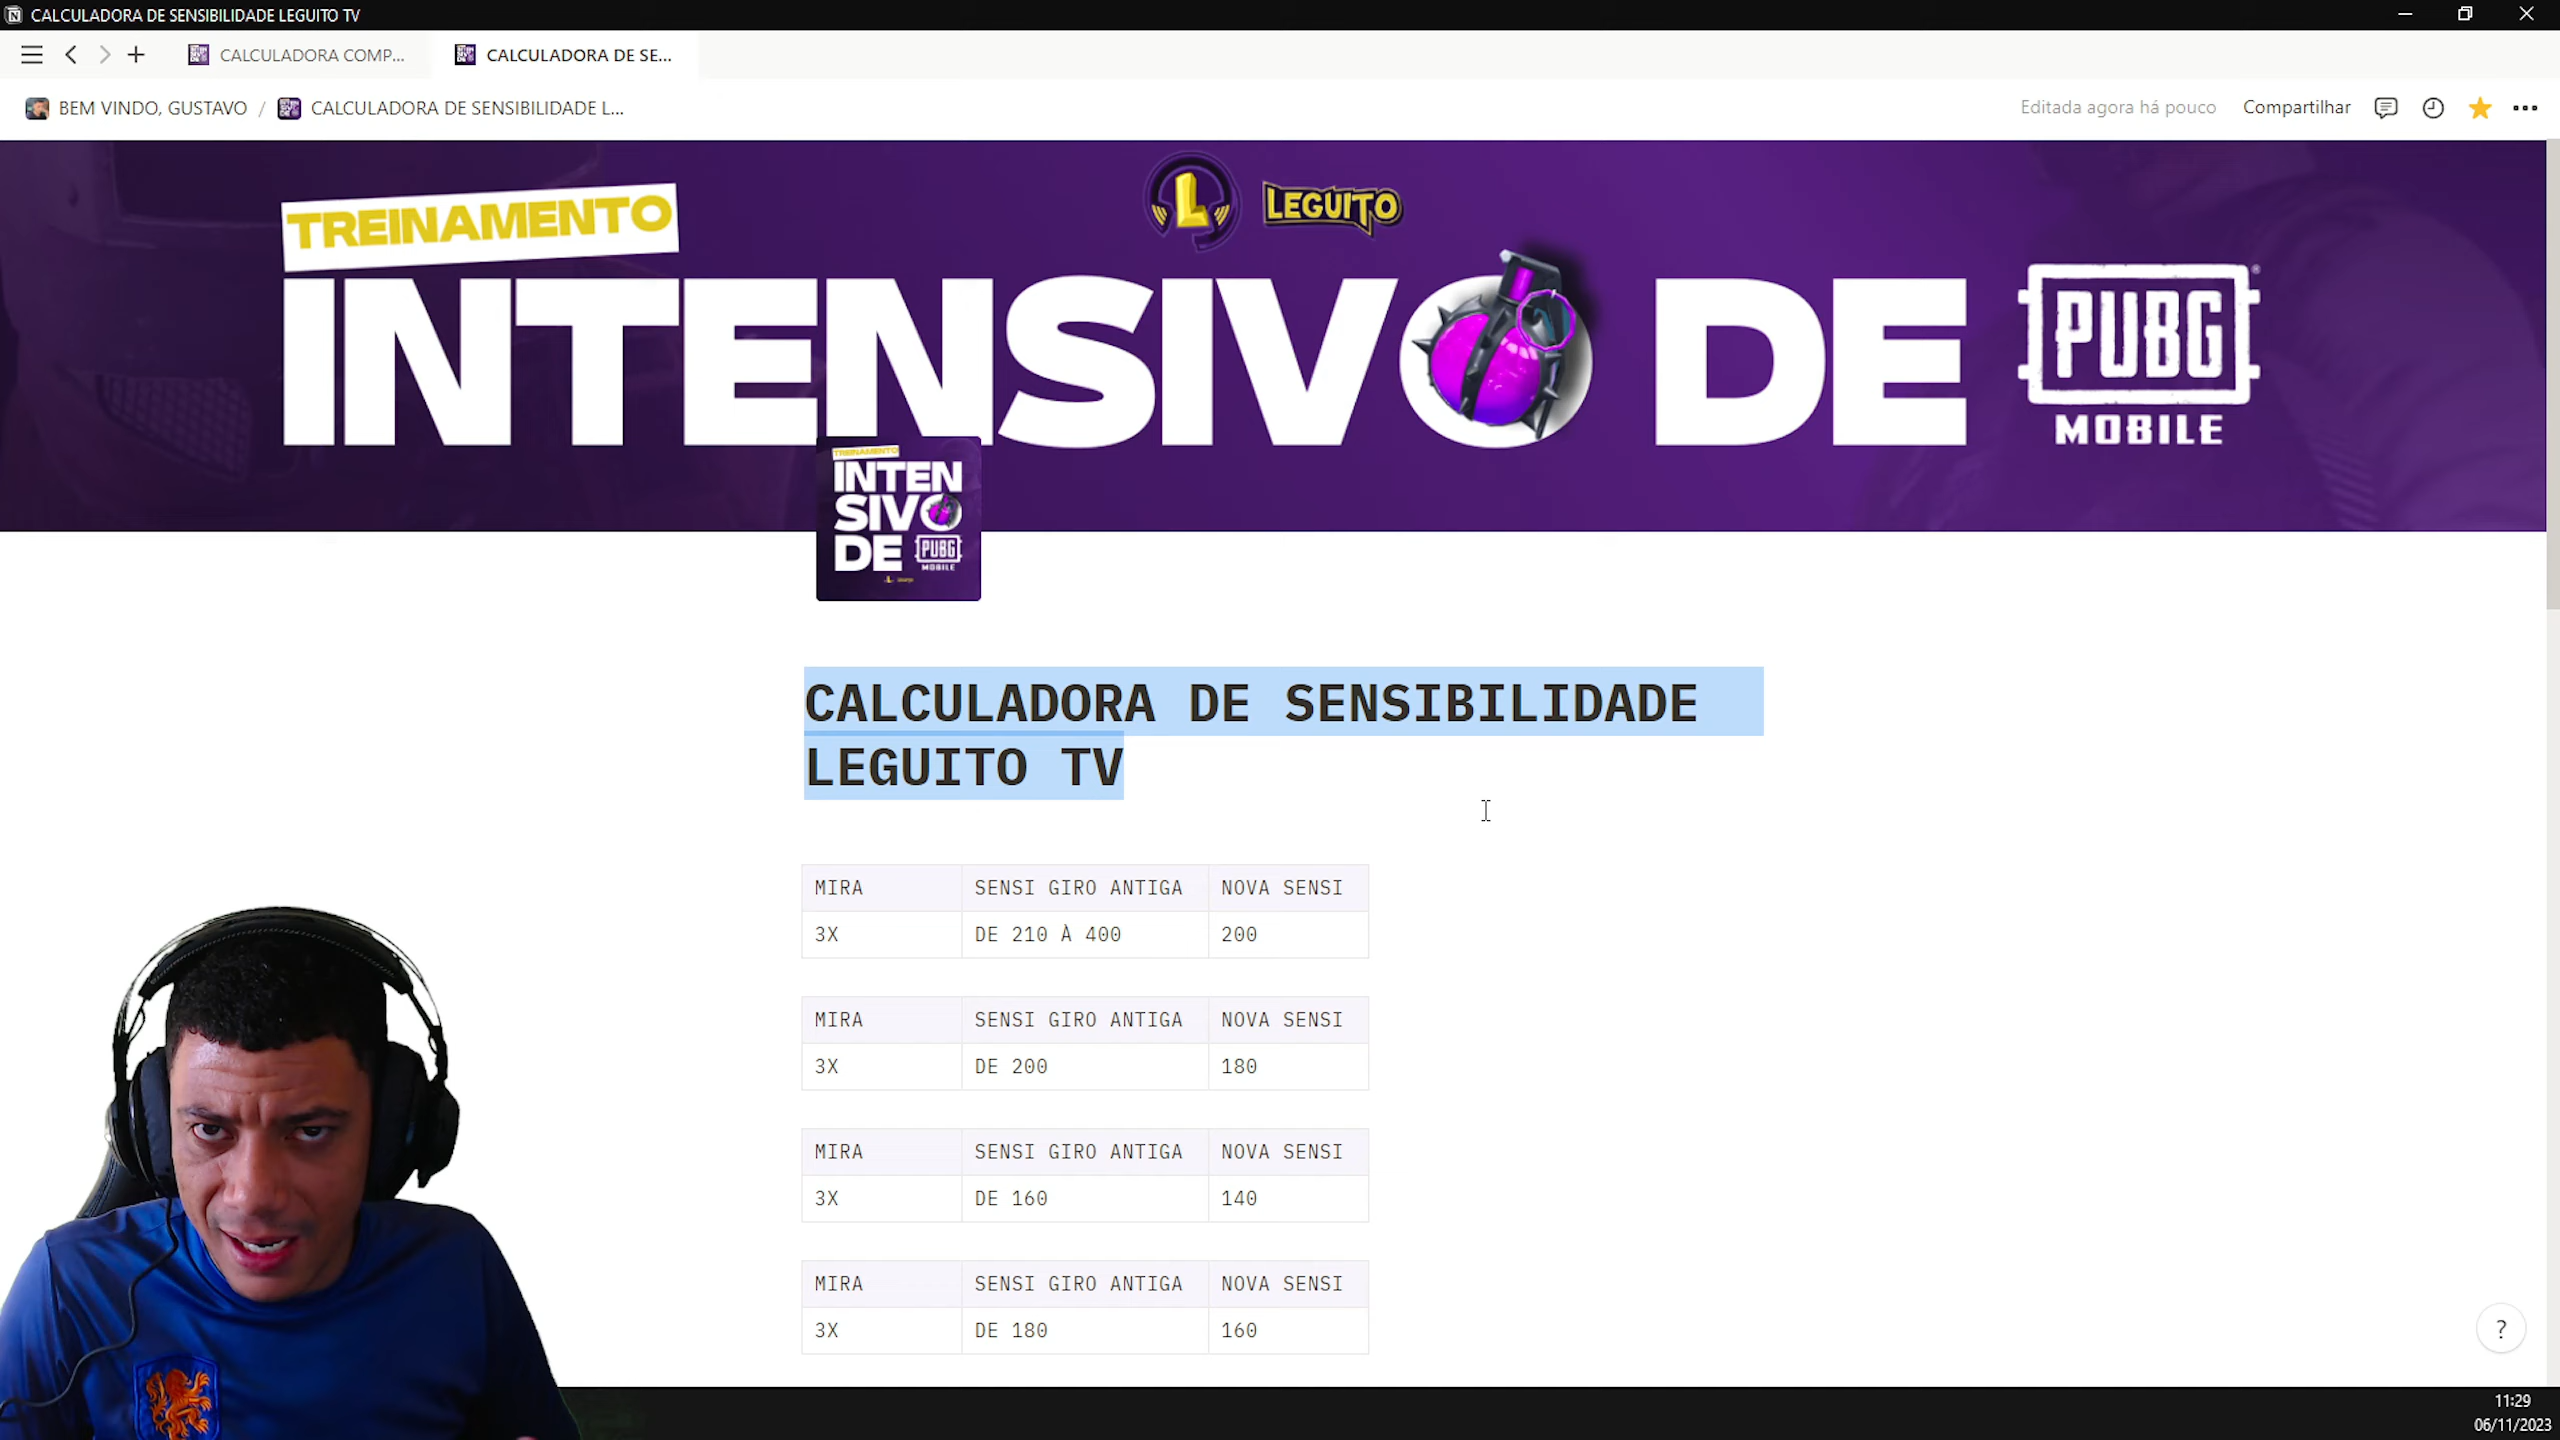 CALCULADORA DE SENSIBILIDADE LEGUITO TV
CALCULADORA COMP...
CALCULADORA DE SE...
BEM VINDO, GUSTAVO / CALCULADORA DE SENSIBILIDADE L...
Editada agora há pouco
Compartilhar
TREINAMENTO
L
LEGUITO
INTENSIVO DE
PUBG
MOBILE
TREINAMENTO
INTEN
SIVO
DE
PUBG
MOBILE
CALCULADORA DE SENSIBILIDADE
LEGUITO TV
MIRA SENSI GIRO ANTIGA NOVA SENSI
3X DE 210 À 400 200
MIRA SENSI GIRO ANTIGA NOVA SENSI
3X DE 200 180
MIRA SENSI GIRO ANTIGA NOVA SENSI
3X DE 160 140
MIRA SENSI GIRO ANTIGA NOVA SENSI
3X DE 180 160
?
11:29
06/11/2023